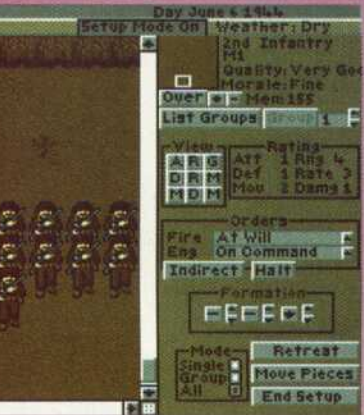 Day June 6 1944
Setup Mode On
Weather: Dry
2nd Infantry
M1
Quality: Very Goo
Morale: Fine
Over + - Men: 155
List Groups Group 1
View
A R G
D R M
M D M
Rating
Att 1 Rng 4
Def 1 Rate 3
Mou 2 Damg 1
Orders
Fire At Will
Eng On Command
Indirect Halt
Formation
Mode
Single
Group
All
Retreat
Move Pieces
End Setup